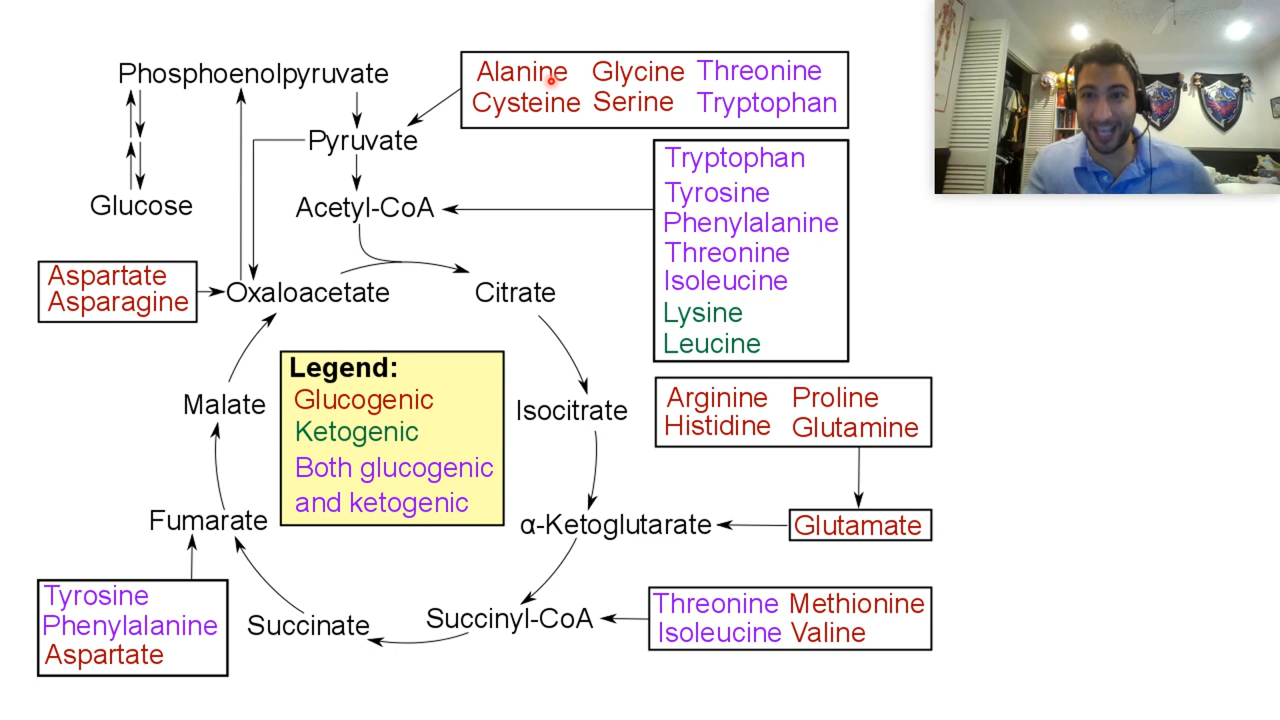 Phosphoenolpyruvate
Alanine Glycine Threonine
Cysteine Serine Tryptophan
Pyruvate
Tryptophan
Tyrosine
Phenylalanine
Threonine
Isoleucine
Lysine
Leucine
Glucose
Acetyl-CoA
Aspartate
Asparagine
Oxaloacetate
Citrate
Legend:
Glucogenic
Ketogenic
Both glucogenic
and ketogenic
Malate
Isocitrate
Arginine Proline
Histidine Glutamine
Fumarate
α-Ketoglutarate
Glutamate
Tyrosine
Phenylalanine
Aspartate
Succinate
Succinyl-CoA
Threonine Methionine
Isoleucine Valine